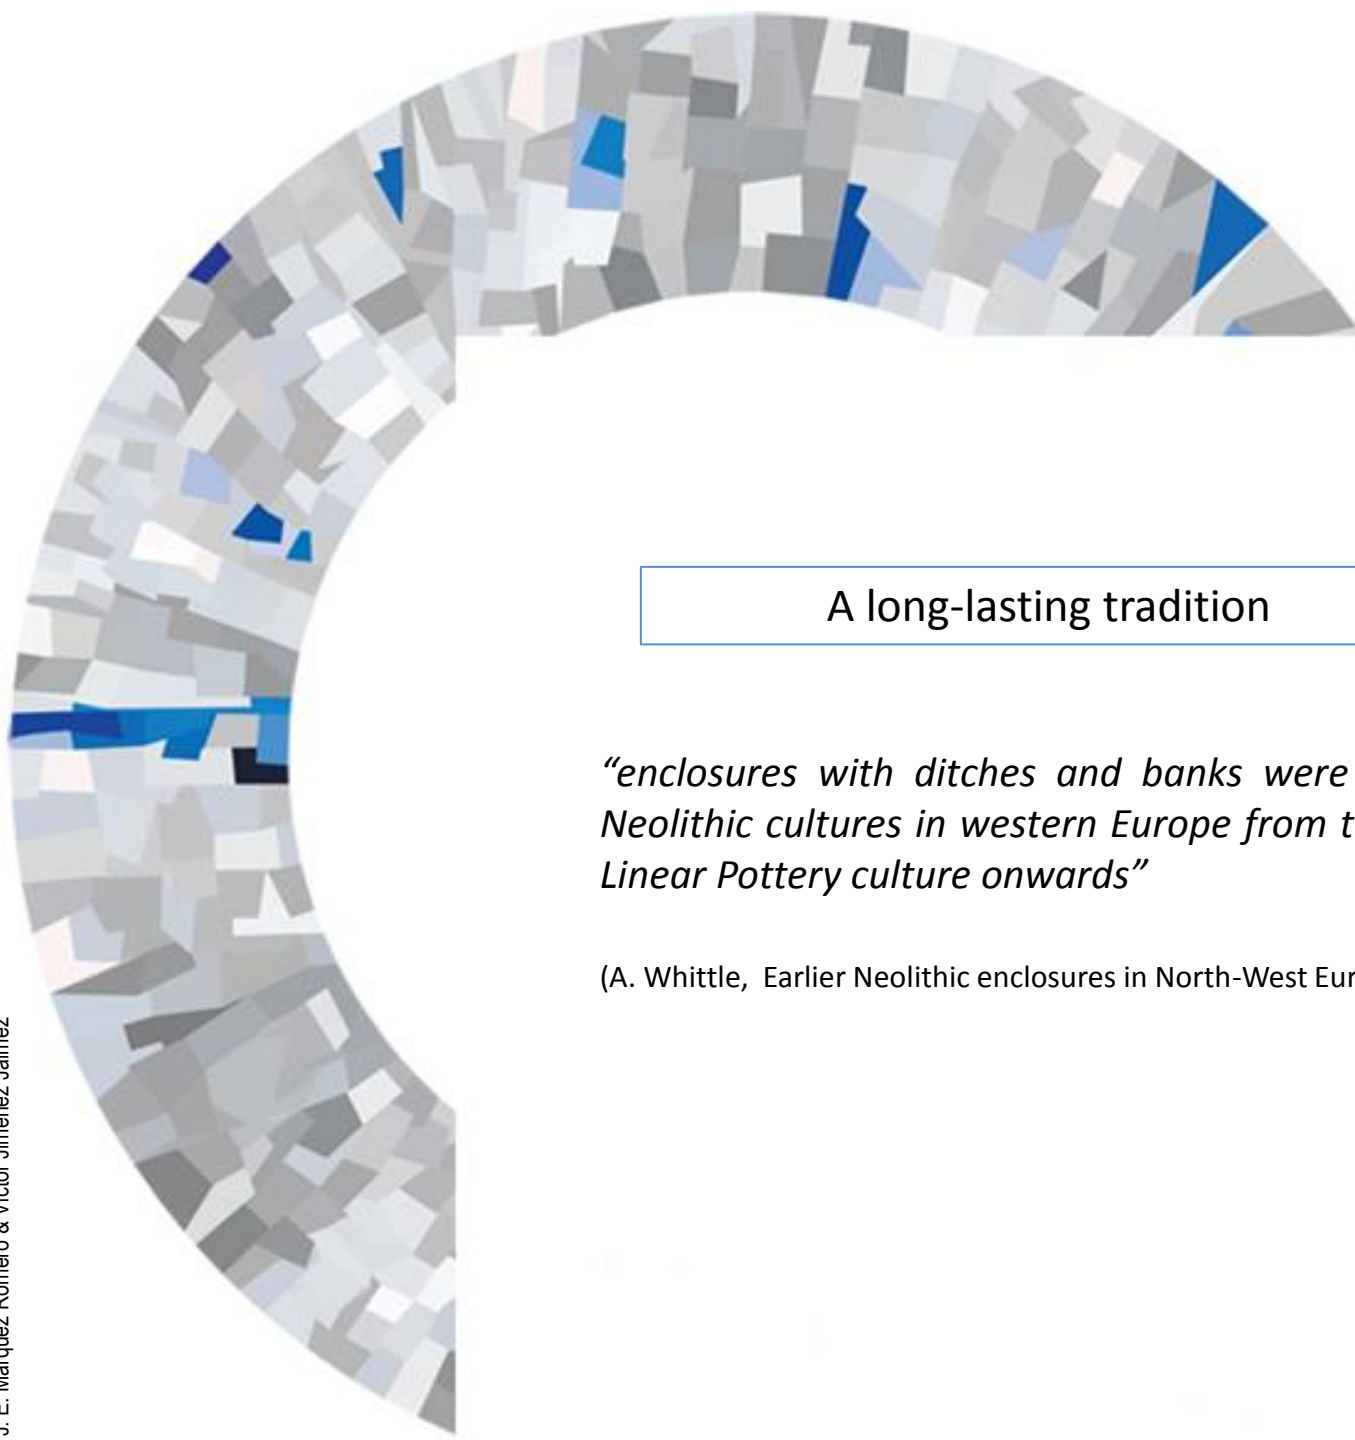 A long-lasting tradition
“enclosures with ditches and banks were
Neolithic cultures in western Europe from t
Linear Pottery culture onwards”
(A. Whittle, Earlier Neolithic enclosures in North-West Eur
J. E. Márquez Romero & Víctor Jiménez Jáimez